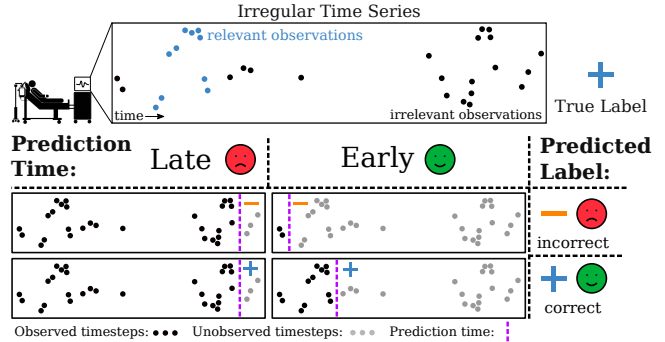 Irregular Time Series
relevant observations
time
irrelevant observations
True Label
Prediction
Time:
Late
Early
Predicted
Label:
incorrect
correct
Observed timesteps:
Unobserved timesteps:
Prediction time: